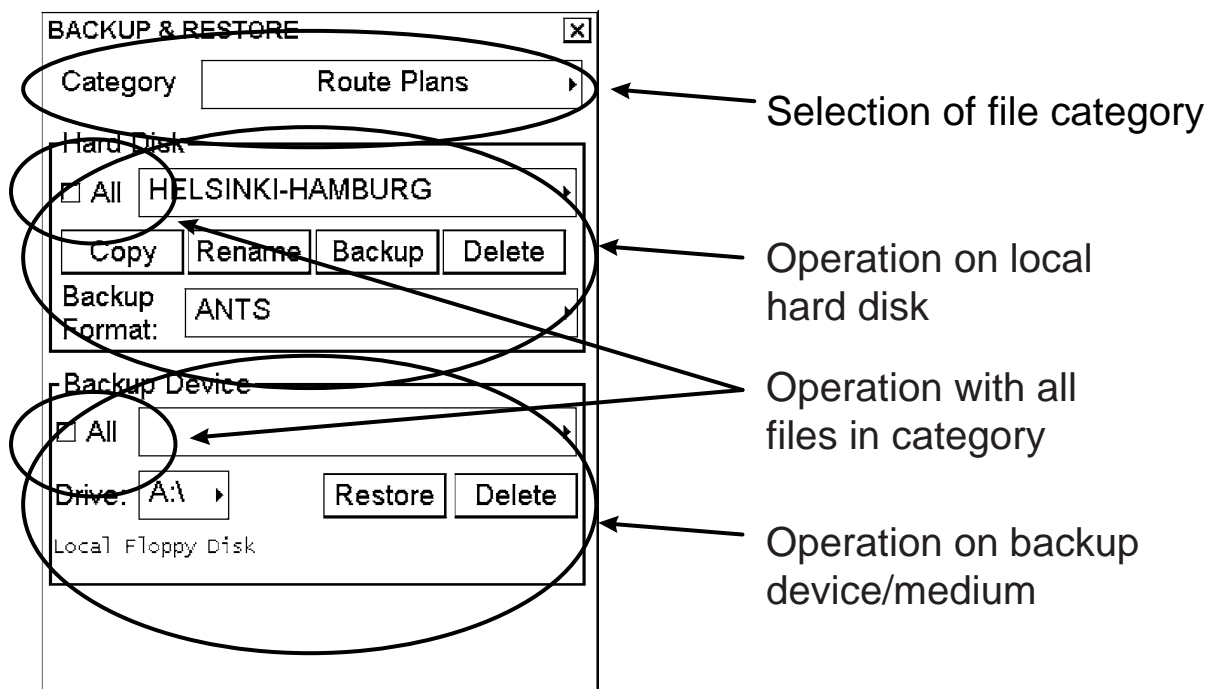 BACKUP & RESTORE
Category Route Plans
Selection of file category
Hard Disk
All HELSINKI-HAMBURG
Copy Rename Backup Delete
Operation on local
hard disk
Backup
Format: ANTS
Backup Device
Operation with all
files in category
All
Drive: A:\ Restore Delete
Local Floppy Disk
Operation on backup
device/medium